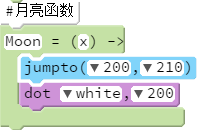 #月亮函数
Moon = (x) ->
jumpto(▼200,▼210)
dot ▼white,▼200